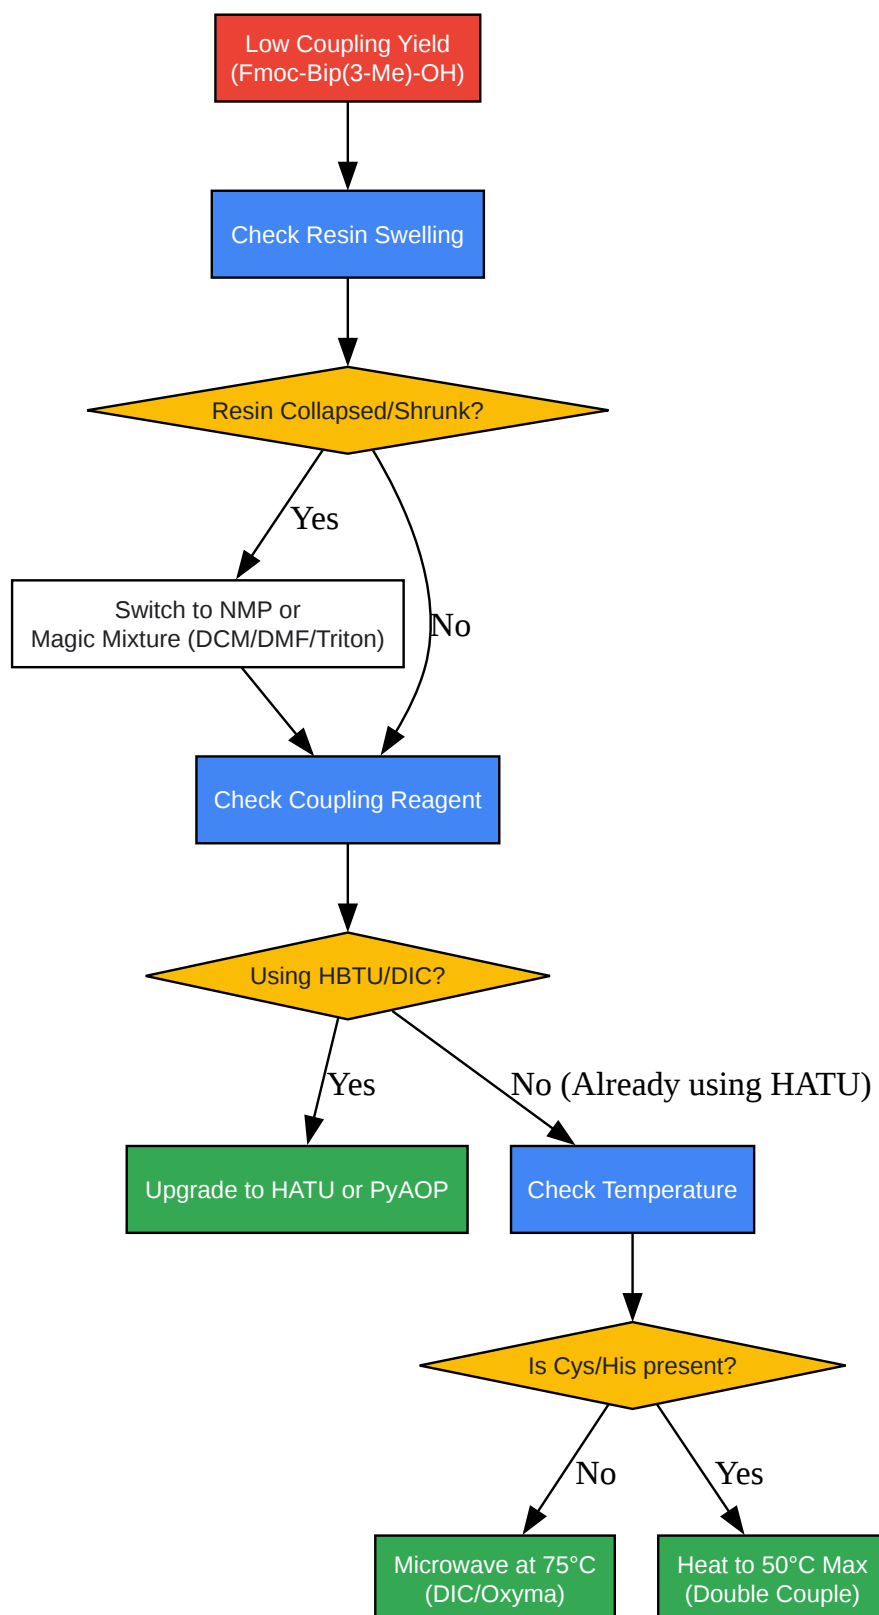 Low Coupling Yield
(Fmoc-Bip(3-Me)-OH)
Check Resin Swelling
Resin Collapsed/Shrunk?
Yes
Switch to NMP or
Magic Mixture (DCM/DMF/Triton)
No
Check Coupling Reagent
Using HBTU/DIC?
Yes
No (Already using HATU)
Upgrade to HATU or PyAOP
Check Temperature
Is Cys/His present?
No
Yes
Microwave at 75°C
(DIC/Oxyma)
Heat to 50°C Max
(Double Couple)